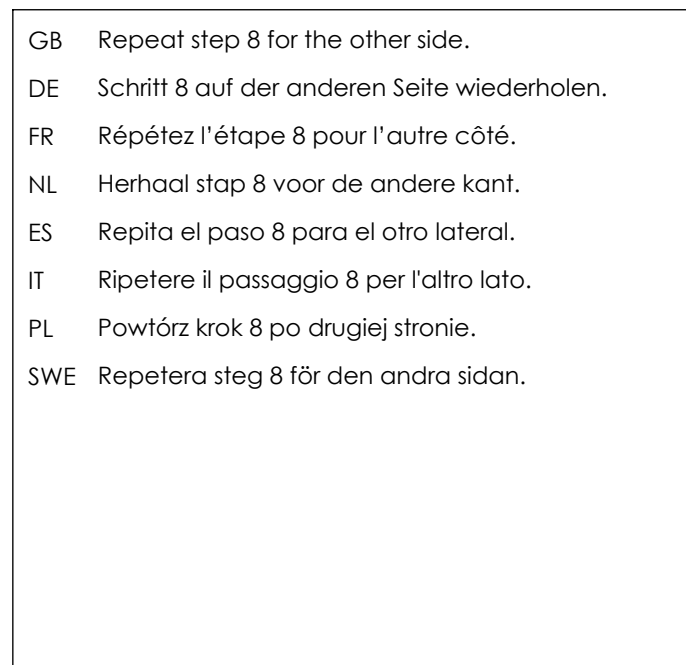 GB Repeat step 8 for the other side.
DE Schritt 8 auf der anderen Seite wiederholen.
FR Répétez l’étape 8 pour l’autre côté.
NL Herhaal stap 8 voor de andere kant.
ES Repita el paso 8 para el otro lateral.
IT Ripetere il passaggio 8 per l'altro lato.
PL Powtórz krok 8 po drugiej stronie.
SWE Repetera steg 8 för den andra sidan.